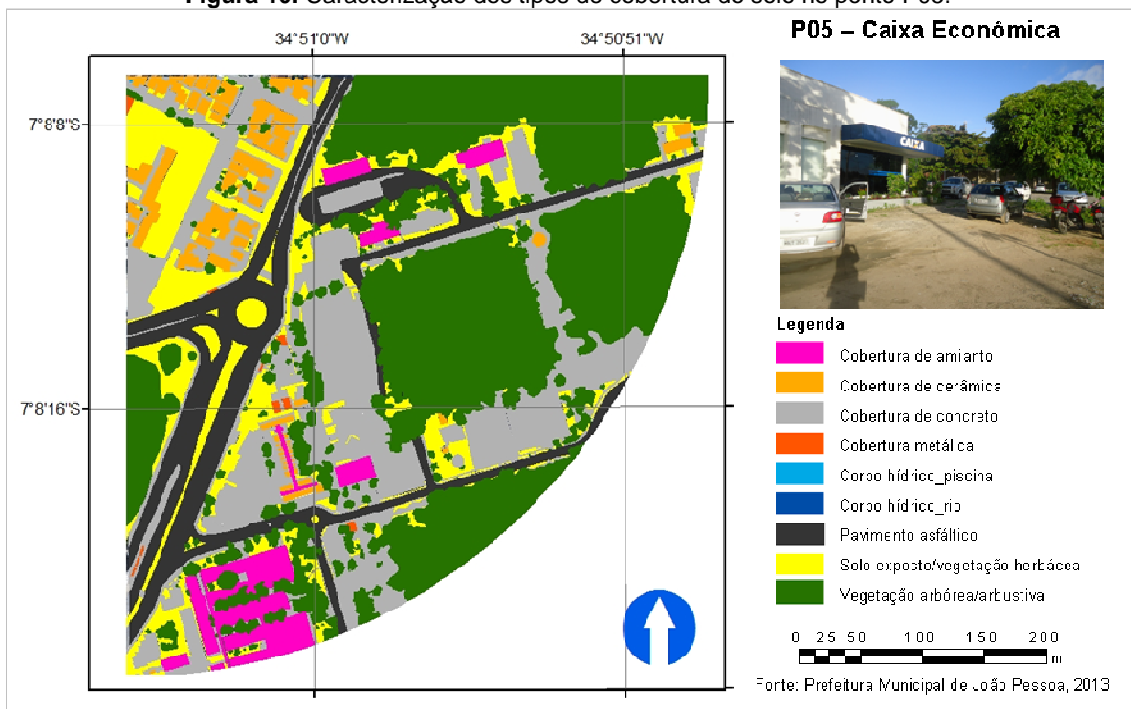 Figura 10. Caracterização dos tipos de cobertura do solo no ponto P05.
34°51'0"W
34°50'51"W
P05 – Caixa Econômica
7°8'8"S
CAIXA
Legenda
Cobertura de amianto
Cobertura de cerâmica
Cobertura de concreto
7°8'16"S
Cobertura metálica
Corpo hídrico_piscina
Corpo hídrico_rio
Pavimento asfáltico
Solo exposto/vegetação herbácea
Vegetação arbórea/arbustiva
0 25 50 100 150 200
m
Fonte: Prefeitura Municipal de João Pessoa, 2013